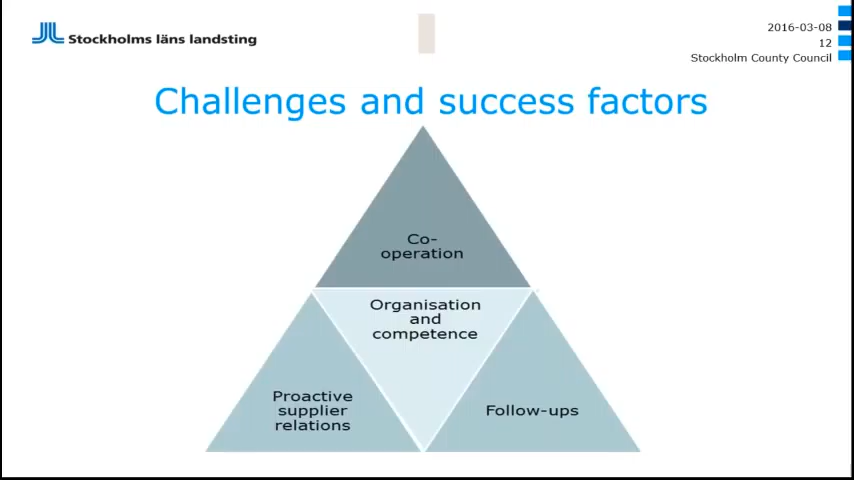 Stockholms läns landsting
2016-03-08
12
Stockholm County Council
Challenges and success factors
Co-
operation
Organisation
and
competence
Proactive
supplier
relations
Follow-ups